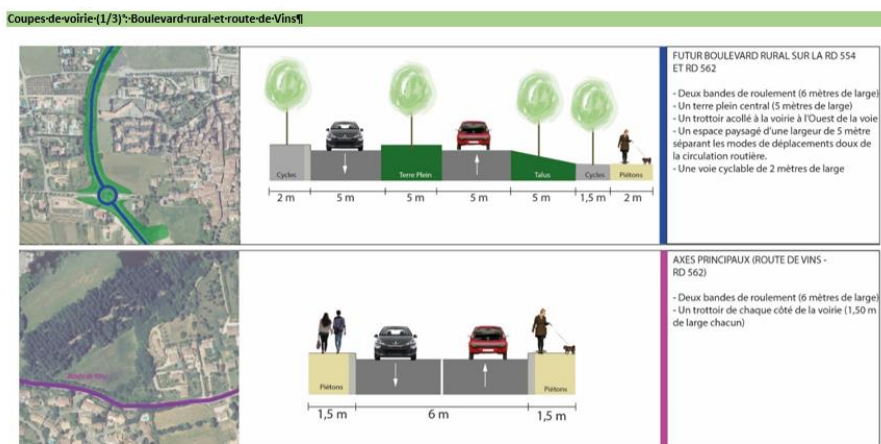 Coupes·de·voirie·(1/3)°:·Boulevard·rural·et·route·de·Vins¶
Cycles
Terre Plein
Talus
Cycles
Piétons
2 m
5 m
5 m
5 m
5 m
1,5 m
2 m
FUTUR BOULEVARD RURAL SUR LA RD 554
ET RD 562
- Deux bandes de roulement (6 mètres de large)
- Un terre plein central (5 mètres de large)
- Un trottoir acollé à la voirie à l'Ouest de la voie
- Un espace paysagé d'une largeur de 5 mètre
séparant les modes de déplacements doux de
la circulation routière.
- Une voie cyclable de 2 mètres de large
Route de Vins
Piétons
Piétons
1,5 m
6 m
1,5 m
AXES PRINCIPAUX (ROUTE DE VINS -
RD 562)
- Deux bandes de roulement (6 mètres de large)
- Un trottoir de chaque côté de la voirie (1,50 m
de large chacun)